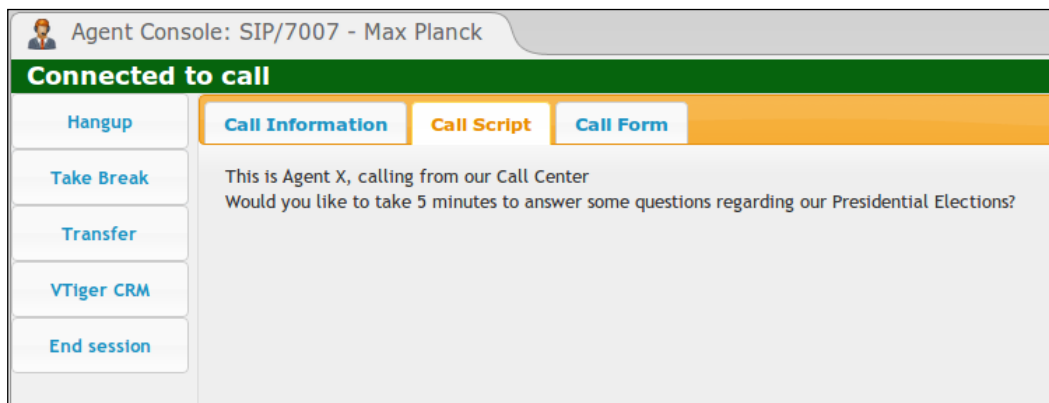 Agent Console: SIP/7007 - Max Planck
Connected to call
Hangup
Take Break
Transfer
VTiger CRM
End session
Call Information
Call Script
Call Form
This is Agent X, calling from our Call Center
Would you like to take 5 minutes to answer some questions regarding our Presidential Elections?